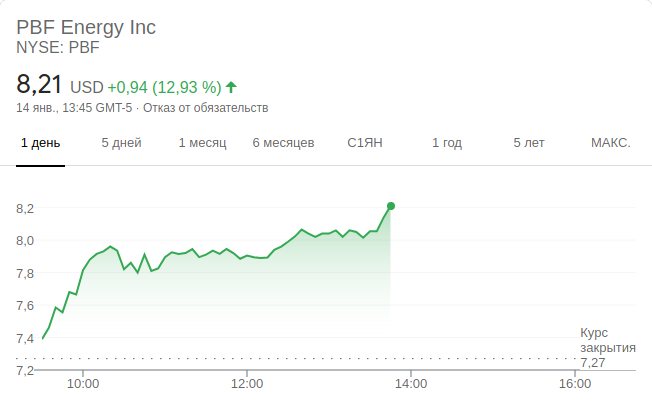 PBF Energy Inc
NYSE: PBF
8,21 USD +0,94 (12,93 %)
14 янв., 13:45 GMT-5 · Отказ от обязательств
1 день 5 дней 1 месяц 6 месяцев С1ЯН 1 год 5 лет МАКС.
8,2
8,0
7,8
7,6
7,4
Курс
закрытия
7,27
7,2
10:00 12:00 14:00 16:00